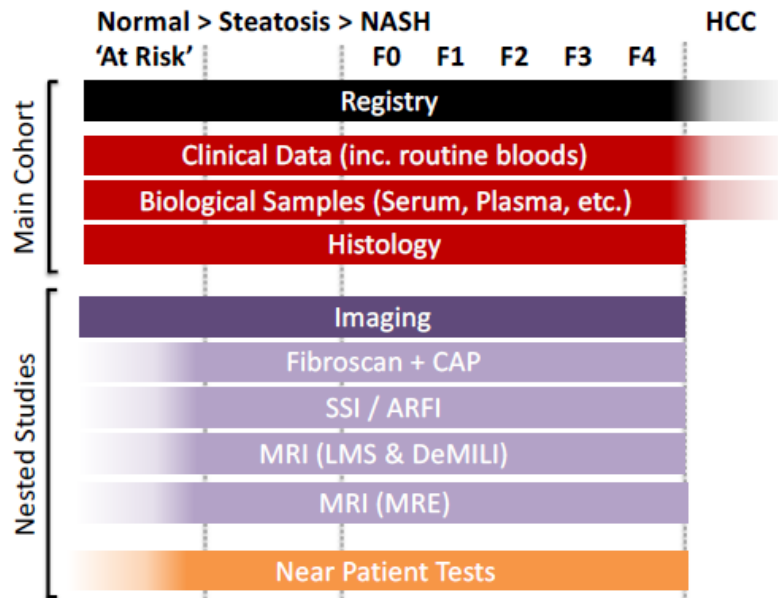 Normal > Steatosis > NASH HCC
'At Risk' F0 F1 F2 F3 F4
Main Cohort
Registry
Clinical Data (inc. routine bloods)
Biological Samples (Serum, Plasma, etc.)
Histology
Nested Studies
Imaging
Fibroscan + CAP
SSI / ARFI
MRI (LMS & DeMILI)
MRI (MRE)
Near Patient Tests